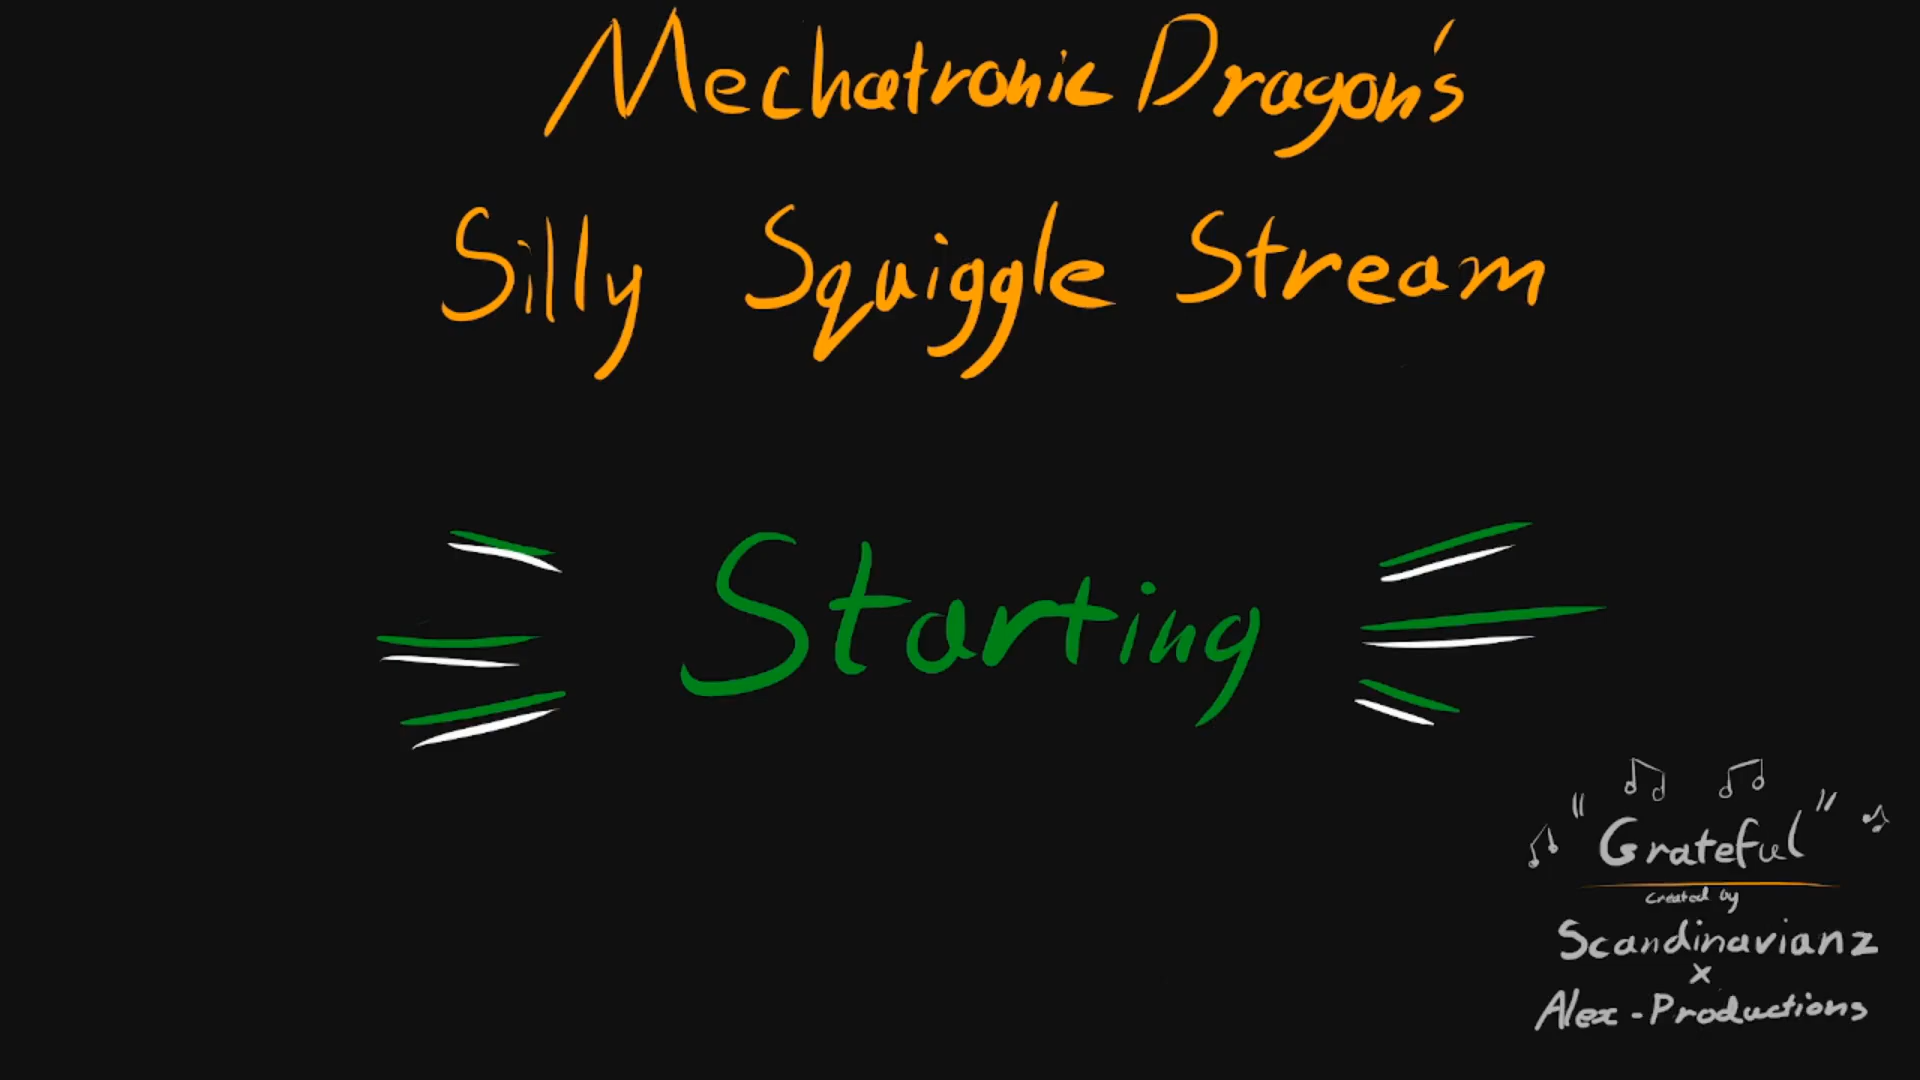 Mechatronic Dragon's
Silly Squiggle Stream
Starting
"Grateful"
created by
Scandinavianz
x
Alex-Productions